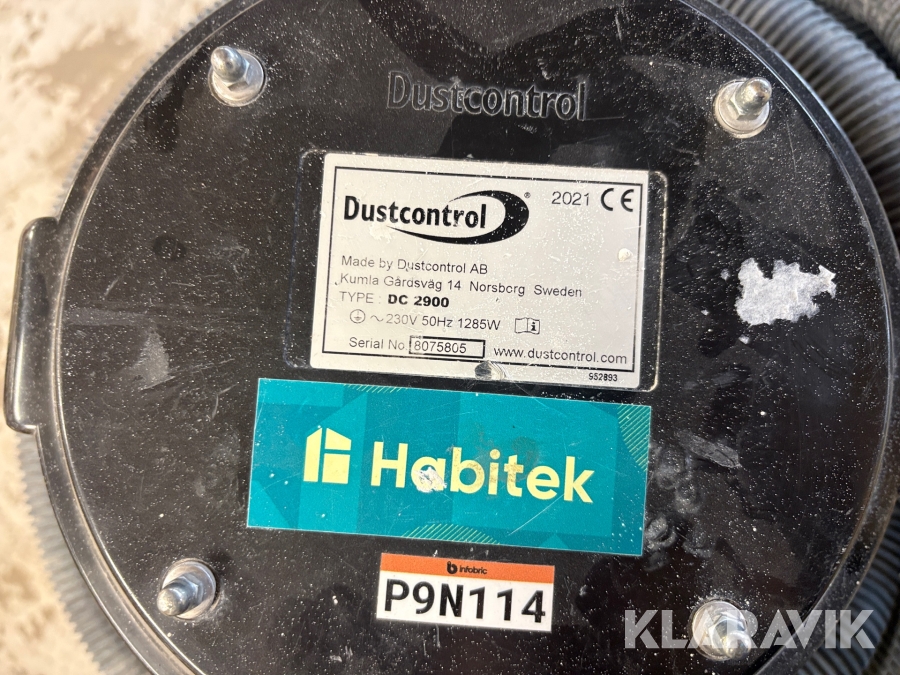 Dustcontrol
Dustcontrol ® 2021 CE
Made by Dustcontrol AB
Kumla Gårdsväg 14 Norsborg Sweden
TYPE : DC 2900
~230V 50Hz 1285W
Serial No. 8075805 www.dustcontrol.com
952893
Habitek
infobric
P9N114
KLARAVIK